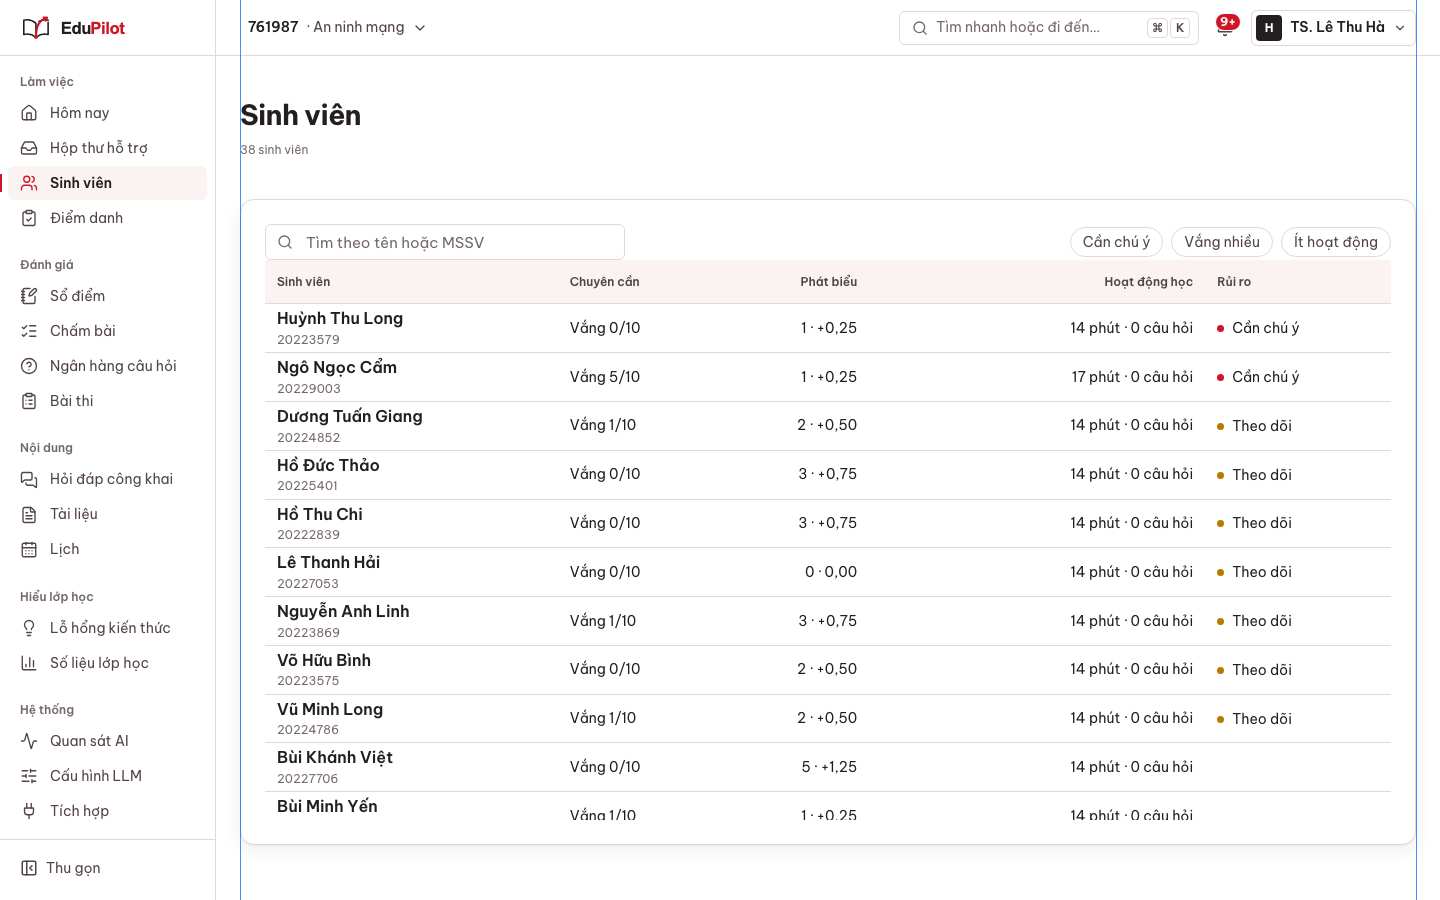 EduPilot
761987 · An ninh mạng
Tìm nhanh hoặc đi đến...
⌘ K
9+
H
TS. Lê Thu Hà
Làm việc
Hôm nay
Hộp thư hỗ trợ
Sinh viên
Điểm danh
Đánh giá
Sổ điểm
Chấm bài
Ngân hàng câu hỏi
Bài thi
Nội dung
Hỏi đáp công khai
Tài liệu
Lịch
Hiểu lớp học
Lỗ hổng kiến thức
Số liệu lớp học
Hệ thống
Quan sát AI
Cấu hình LLM
Tích hợp
Thu gọn
Sinh viên
38 sinh viên
Tìm theo tên hoặc MSSV
Cần chú ý
Vắng nhiều
Ít hoạt động
Sinh viên Chuyên cần Phát biểu Hoạt động học Rủi ro
Huỳnh Thu Long
20223579
Vắng 0/10 1 · +0,25 14 phút · 0 câu hỏi Cần chú ý
Ngô Ngọc Cẩm
20229003
Vắng 5/10 1 · +0,25 17 phút · 0 câu hỏi Cần chú ý
Dương Tuấn Giang
20224852
Vắng 1/10 2 · +0,50 14 phút · 0 câu hỏi Theo dõi
Hồ Đức Thảo
20225401
Vắng 0/10 3 · +0,75 14 phút · 0 câu hỏi Theo dõi
Hồ Thu Chi
20222839
Vắng 0/10 3 · +0,75 14 phút · 0 câu hỏi Theo dõi
Lê Thanh Hải
20227053
Vắng 0/10 0 · 0,00 14 phút · 0 câu hỏi Theo dõi
Nguyễn Anh Linh
20223869
Vắng 1/10 3 · +0,75 14 phút · 0 câu hỏi Theo dõi
Võ Hữu Bình
20223575
Vắng 0/10 2 · +0,50 14 phút · 0 câu hỏi Theo dõi
Vũ Minh Long
20224786
Vắng 1/10 2 · +0,50 14 phút · 0 câu hỏi Theo dõi
Bùi Khánh Việt
20227706
Vắng 0/10 5 · +1,25 14 phút · 0 câu hỏi
Bùi Minh Yến
Vắng 1/10 1 · +0,25 14 phút · 0 câu hỏi